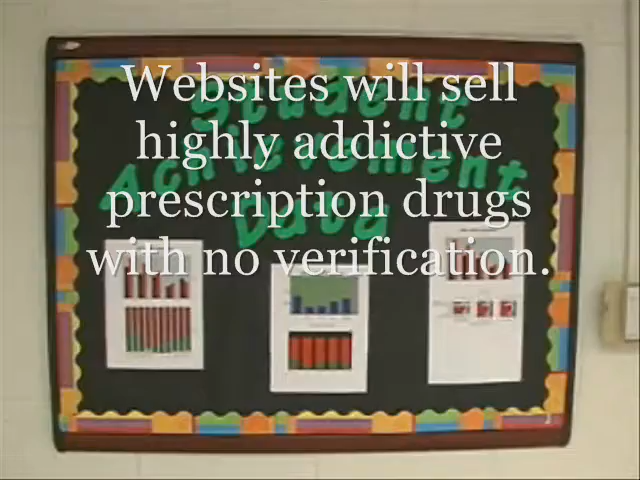 Websites will sell
highly addictive
prescription drugs
with no verification.
Student
Achievement
Data